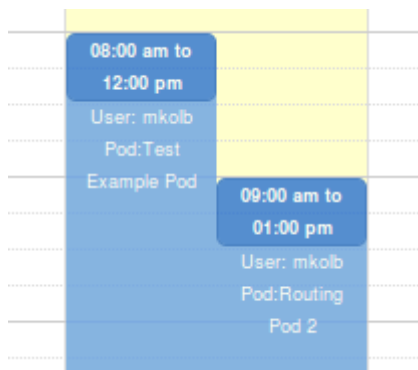 08:00 am to
12:00 pm
User: mkolb
Pod:Test
Example Pod
09:00 am to
01:00 pm
User: mkolb
Pod:Routing
Pod 2